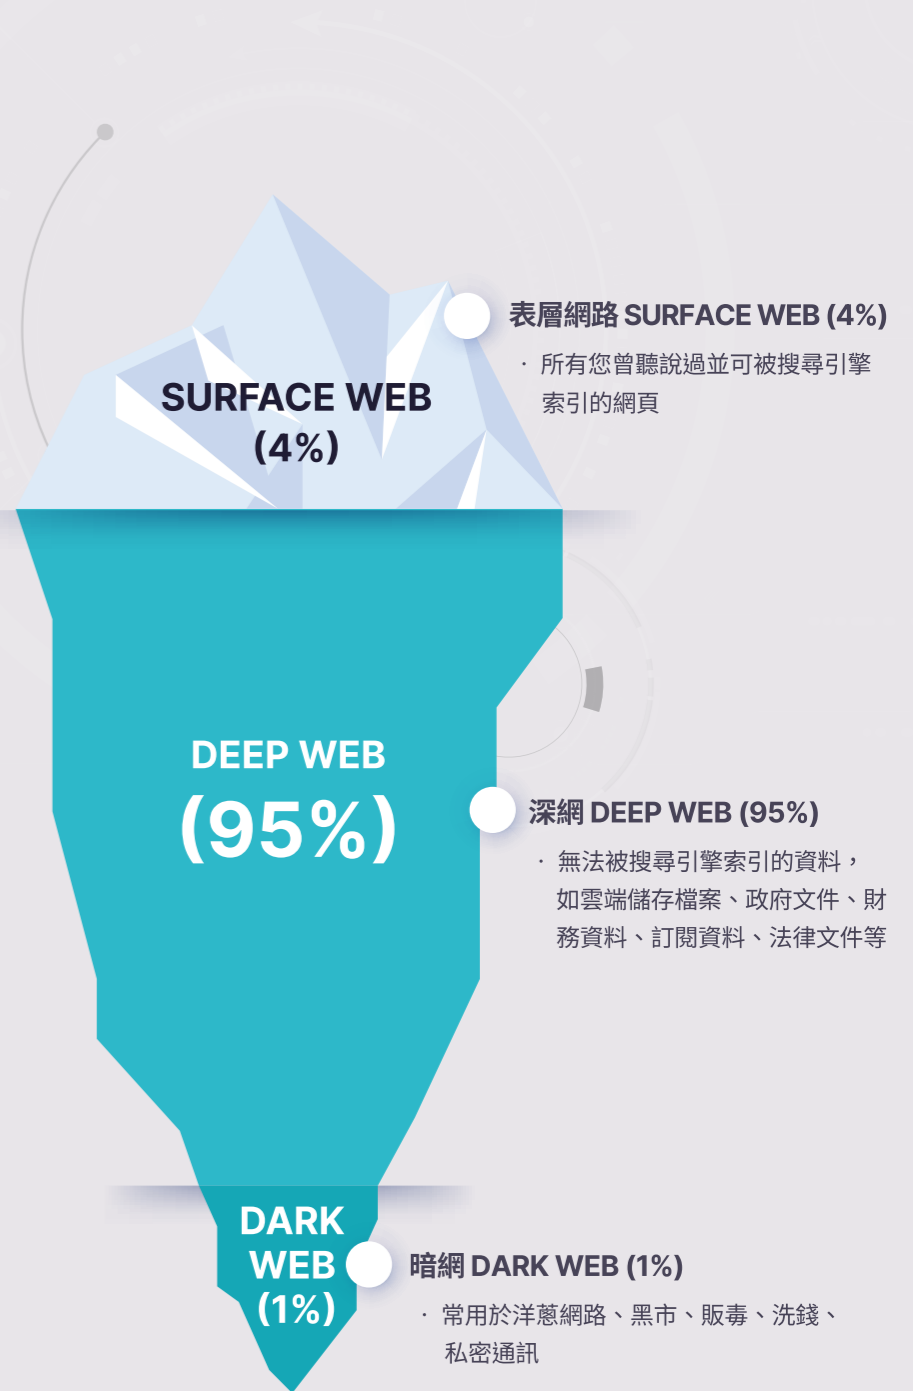 表層網路 SURFACE WEB (4%)
· 所有您曾聽說過並可被搜尋引擎
索引的網頁
SURFACE WEB
(4%)
DEEP WEB
(95%)
深網 DEEP WEB (95%)
· 無法被搜尋引擎索引的資料，
如雲端儲存檔案、政府文件、財
務資料、訂閱資料、法律文件等
DARK
WEB
(1%)
暗網 DARK WEB (1%)
· 常用於洋蔥網路、黑市、販毒、洗錢、
私密通訊